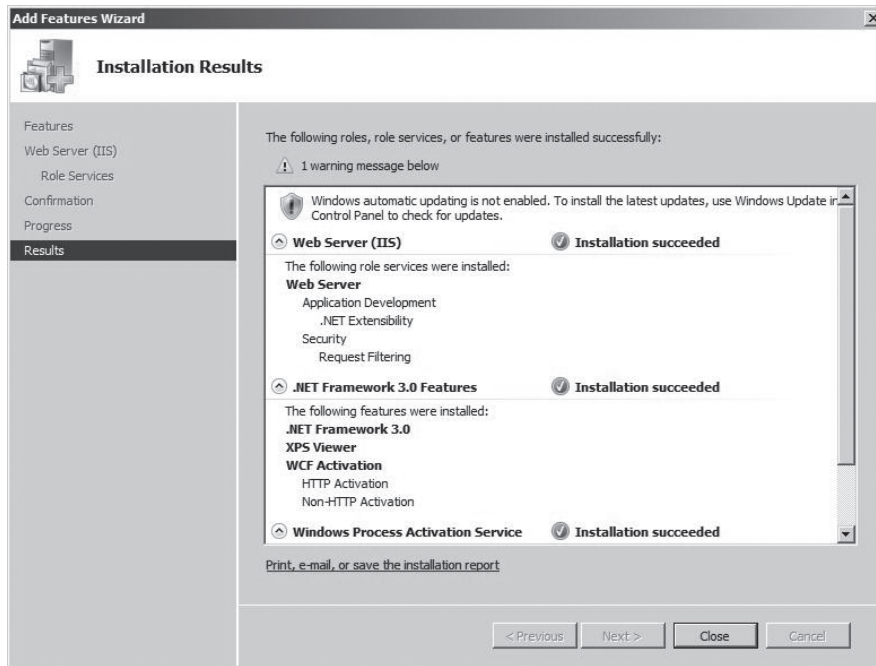 Add Features Wizard
Installation Results
Features
Web Server (IIS)
Role Services
Confirmation
Progress
Results
The following roles, role services, or features were installed successfully:
1 warning message below
Windows automatic updating is not enabled. To install the latest updates, use Windows Update in
Control Panel to check for updates.
Web Server (IIS) Installation succeeded
The following role services were installed:
Web Server
Application Development
.NET Extensibility
Security
Request Filtering
.NET Framework 3.0 Features Installation succeeded
The following features were installed:
.NET Framework 3.0
XPS Viewer
WCF Activation
HTTP Activation
Non-HTTP Activation
Windows Process Activation Service Installation succeeded
Print, e-mail, or save the installation report
< Previous Next > Close Cancel